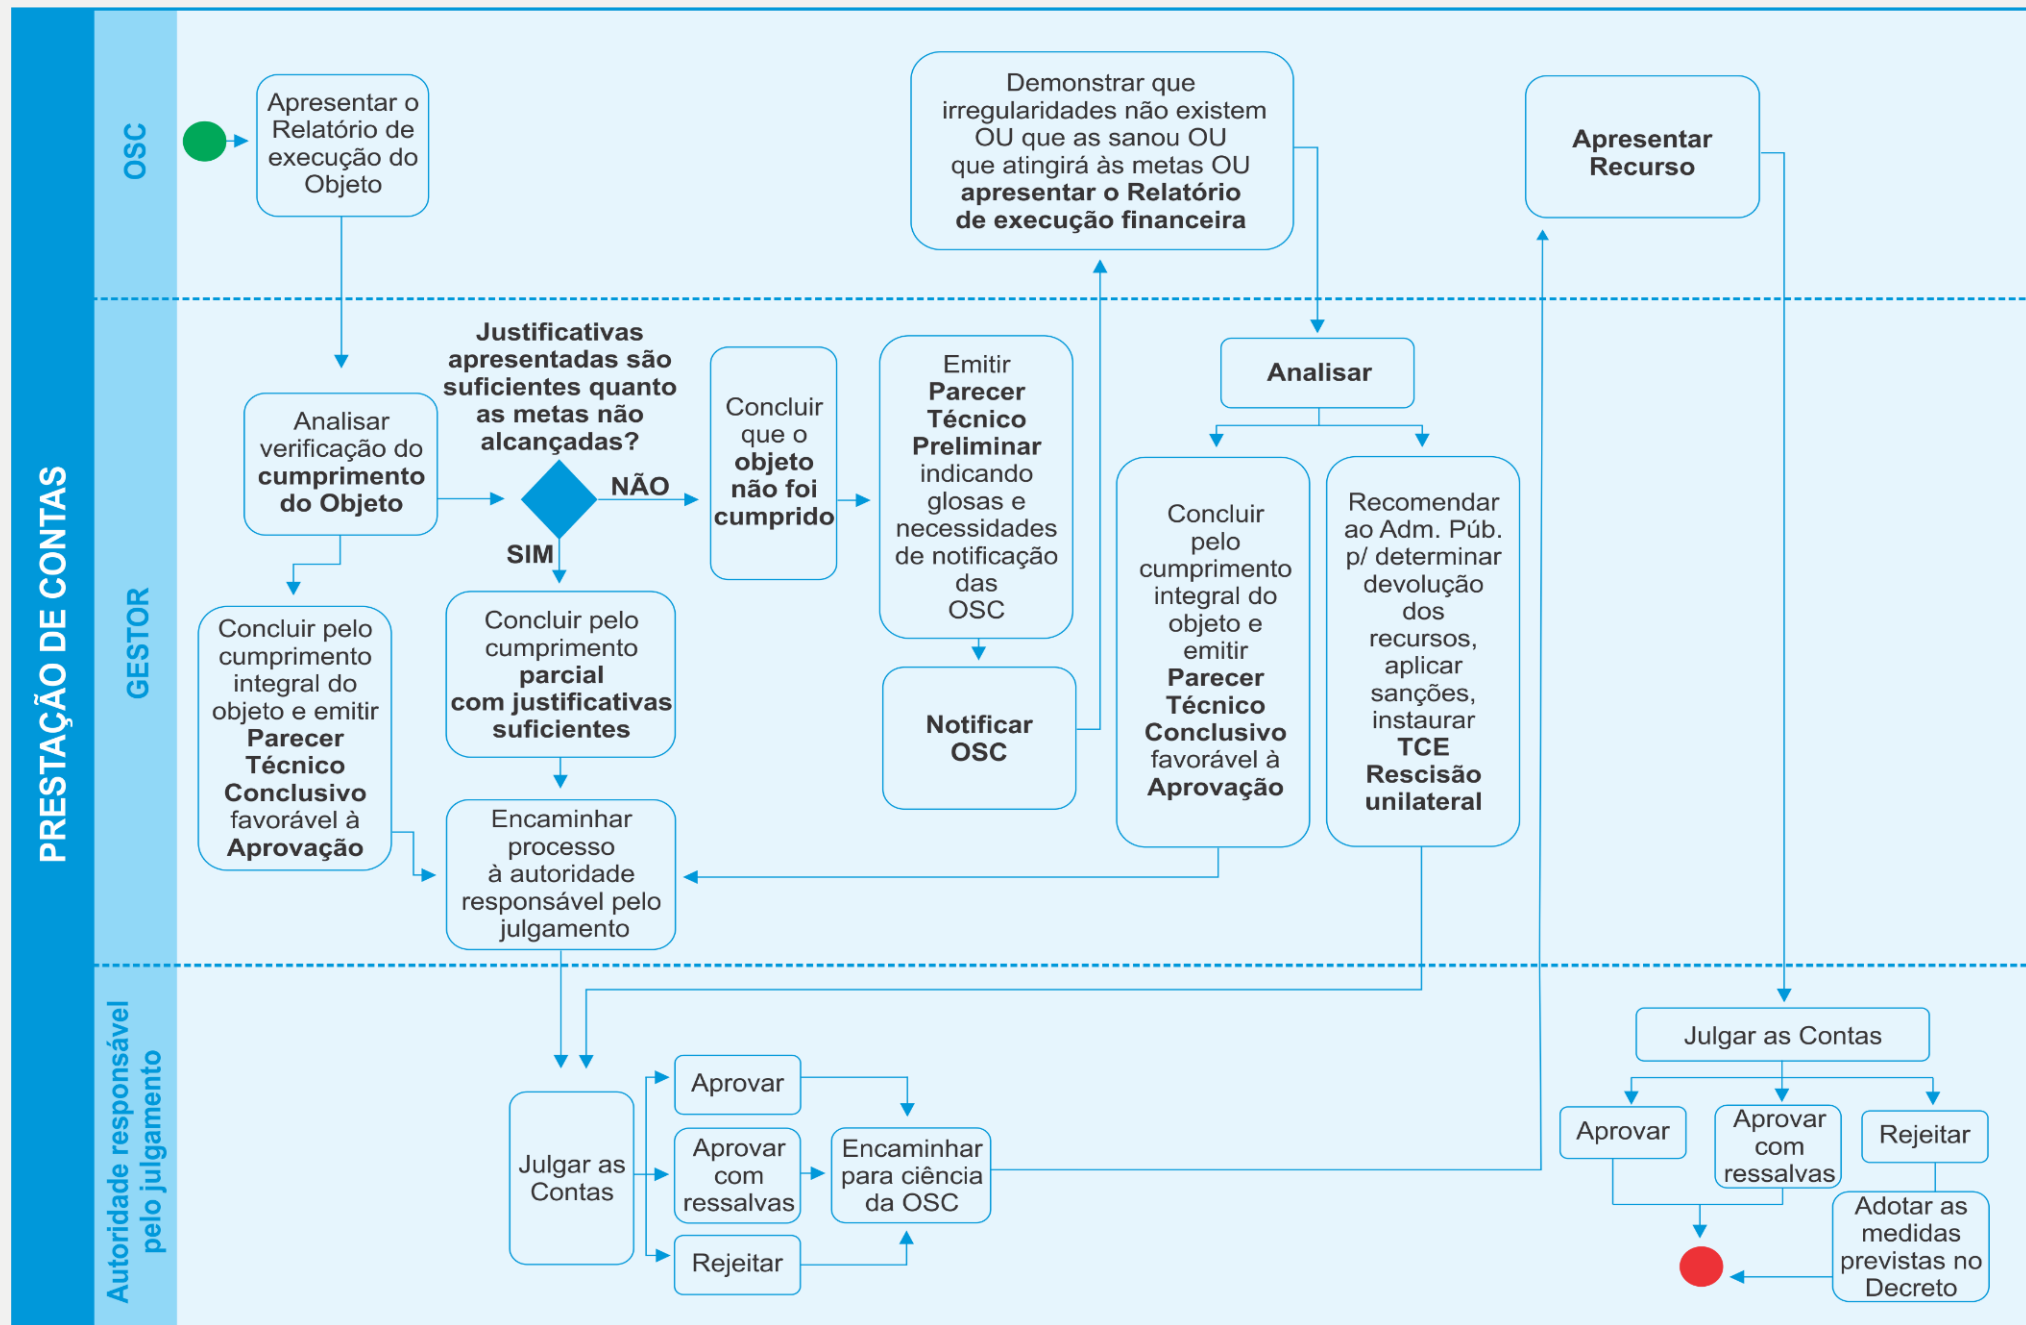 PRESTAÇÃO DE CONTAS
OSC
Apresentar o
Relatório de
execução do
Objeto
Demonstrar que
irregularidades não existem
OU que as sanou OU
que atingirá às metas OU
apresentar o Relatório
de execução financeira
Apresentar
Recurso
GESTOR
Analisar
verificação do
cumprimento
do Objeto
Justificativas
apresentadas são
suficientes quanto
as metas não
alcançadas?
NÃO
SIM
Concluir
que o
objeto
não foi
cumprido
Emitir
Parecer
Técnico
Preliminar
indicando
glosas e
necessidades
de notificação
das
OSC
Notificar
OSC
Analisar
Concluir
pelo
cumprimento
integral do
objeto e
emitir
Parecer
Técnico
Conclusivo
favorável à
Aprovação
Recomendar
ao Adm. Púb.
p/ determinar
devolução
dos
recursos,
aplicar
sanções,
instaurar
TCE
Rescisão
unilateral
Concluir pelo
cumprimento
integral do
objeto e emitir
Parecer
Técnico
Conclusivo
favorável à
Aprovação
Concluir pelo
cumprimento
parcial
com justificativas
suficientes
Encaminhar
processo
à autoridade
responsável pelo
julgamento
Autoridade responsável
pelo julgamento
Julgar as
Contas
Aprovar
Aprovar
com
ressalvas
Rejeitar
Encaminhar
para ciência
da OSC
Julgar as Contas
Aprovar
Aprovar
com
ressalvas
Rejeitar
Adotar as
medidas
previstas no
Decreto